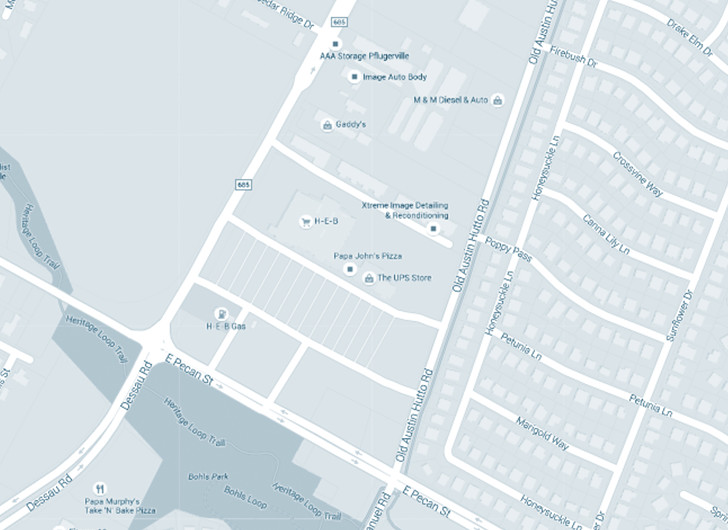 Cedar Ridge Dr
685
AAA Storage Pflugerville
Image Auto Body
M & M Diesel & Auto
Gaddy's
Old Austin Hutto Rd
Firebush Dr
Drake Elm Dr
685
Honeysuckle Ln
Crossvine Way
Canna Lily Ln
Xtreme Image Detailing
& Reconditioning
H-E-B
Old Austin Hutto Rd
Poppy Pass
Papa John's Pizza
The UPS Store
Heritage Loop Trail
Honeysuckle Ln
Sunflower Dr
H-E-B Gas
Heritage Loop Trail
E Pecan St
Petunia Ln
Petunia Ln
Dessau Rd
Old Austin Hutto Rd
Marigold Way
Heritage Loop Trail
Bohls Park
Bohls Loop
Heritage Loop Trail
Dessau Rd
Papa Murphy's
Take 'N' Bake Pizza
E Pecan St
Honeysuckle Ln